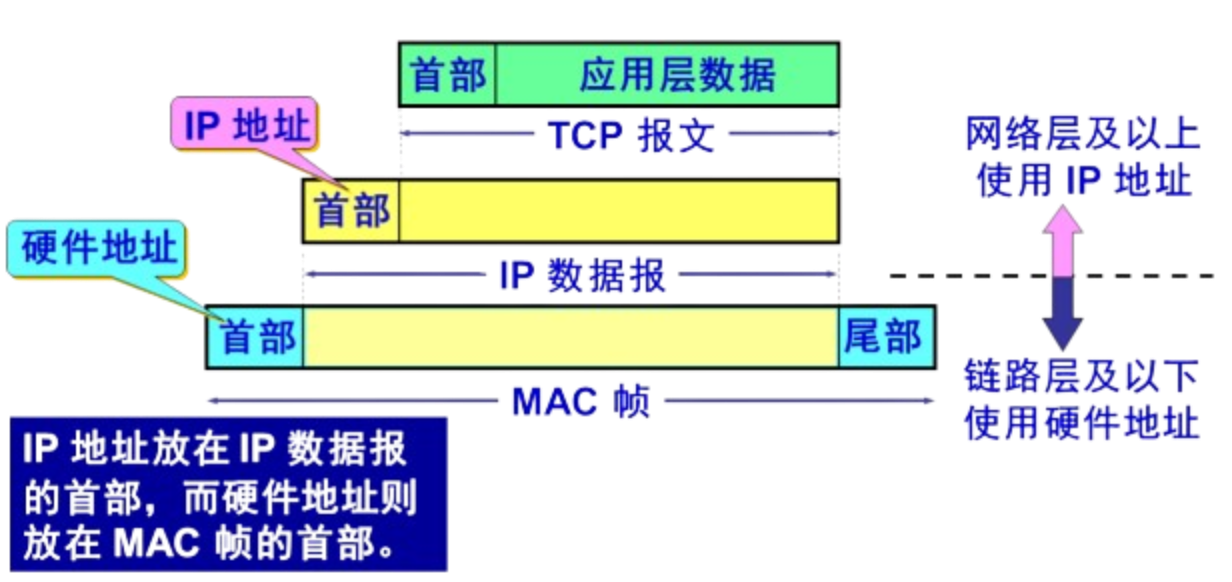 首部 应用层数据
IP 地址
TCP 报文
网络层及以上
使用 IP 地址
首部
硬件地址
IP 数据报
首部 尾部
MAC 帧
链路层及以下
使用硬件地址
IP 地址放在 IP 数据报
的首部，而硬件地址则
放在 MAC 帧的首部。